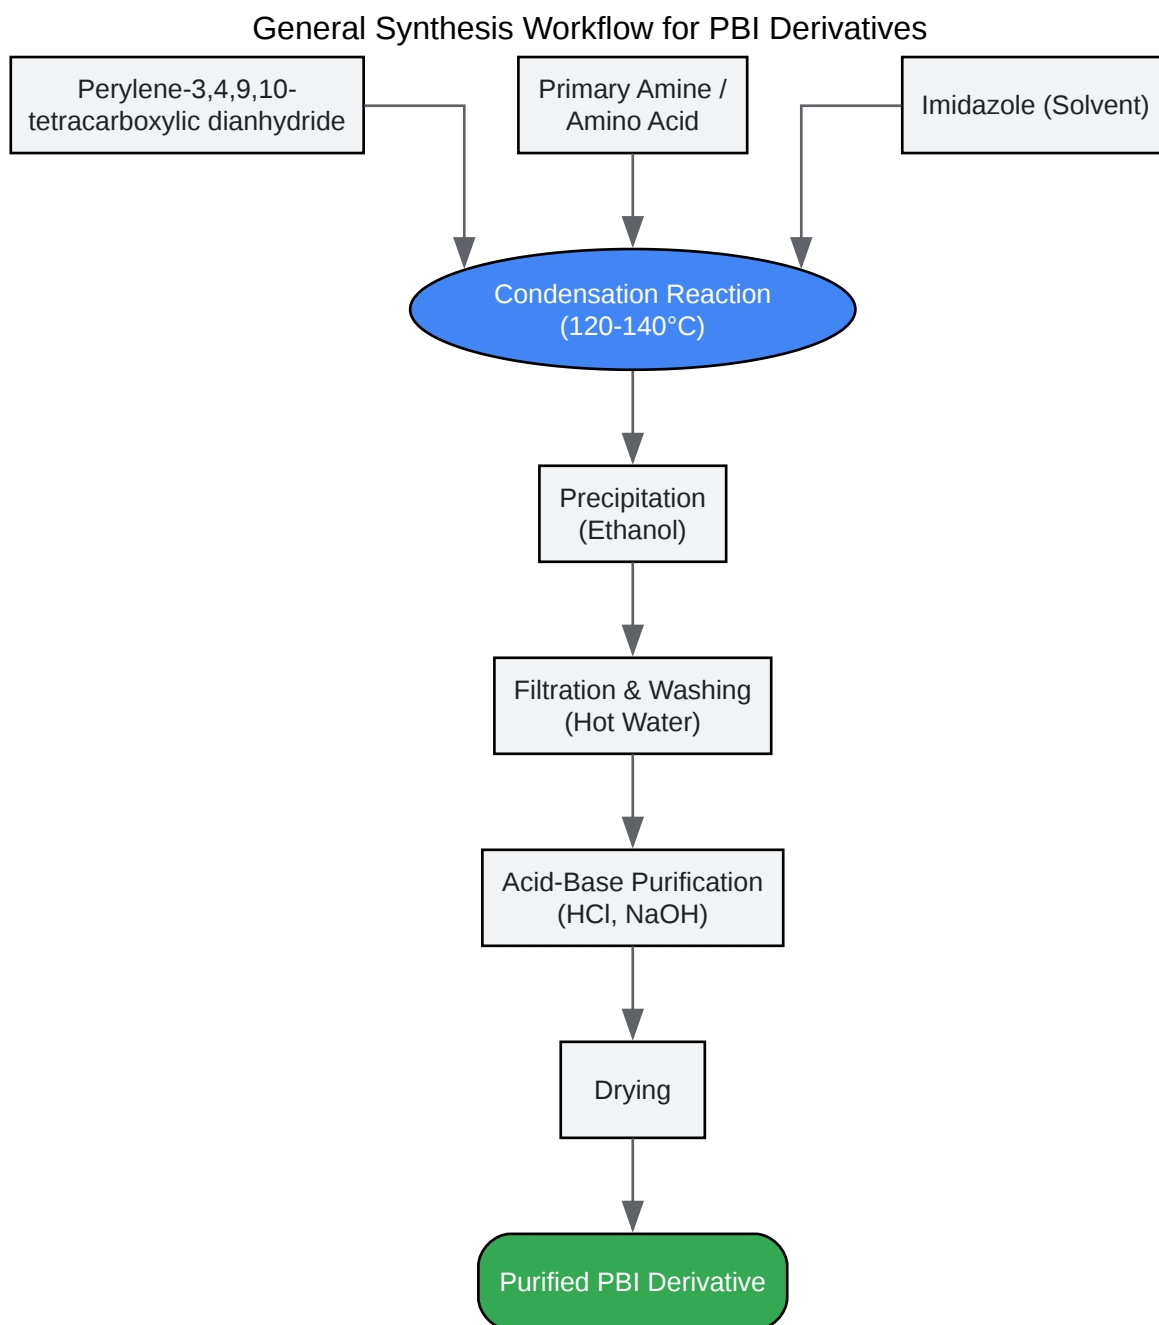 General Synthesis Workflow for PBI Derivatives
Perylene-3,4,9,10-
tetracarboxylic dianhydride
Primary Amine /
Amino Acid
Imidazole (Solvent)
Condensation Reaction
(120-140°C)
Precipitation
(Ethanol)
Filtration & Washing
(Hot Water)
Acid-Base Purification
(HCl, NaOH)
Drying
Purified PBI Derivative